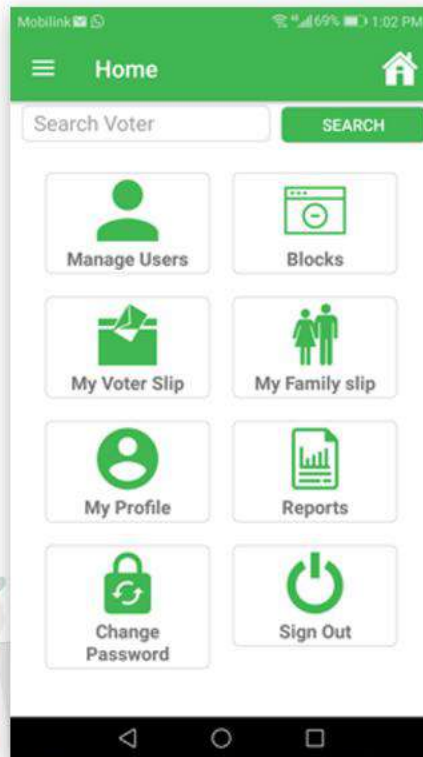 Mobilink 69% 1:02 PM
Home
Search Voter SEARCH
Manage Users Blocks
My Voter Slip My Family slip
My Profile Reports
Change Sign Out
Password